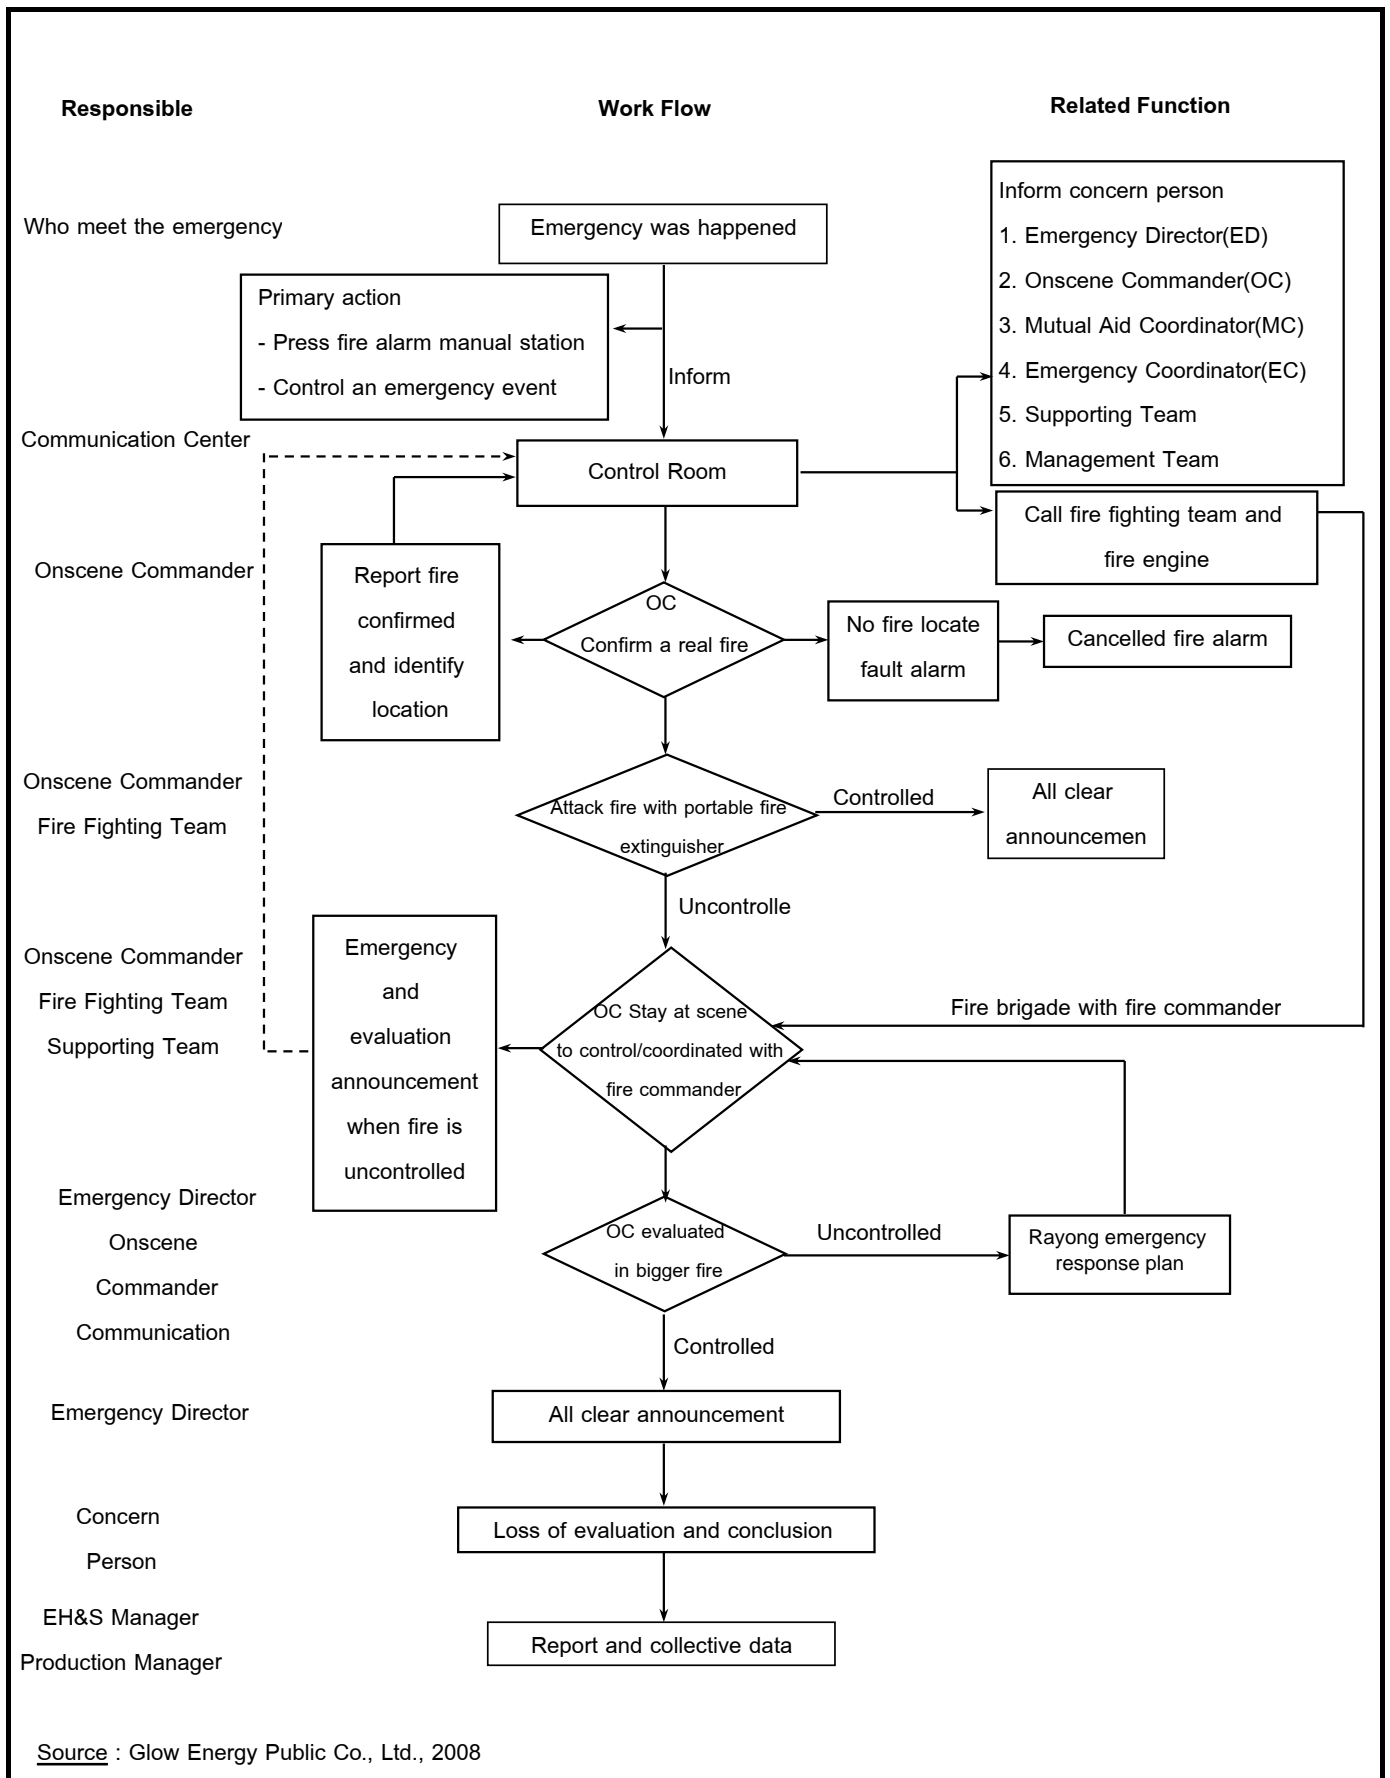 Responsible
Work Flow
Related Function
Who meet the emergency
Emergency was happened
Inform concern person
1. Emergency Director(ED)
2. Onscene Commander(OC)
3. Mutual Aid Coordinator(MC)
4. Emergency Coordinator(EC)
5. Supporting Team
6. Management Team
Primary action
- Press fire alarm manual station
- Control an emergency event
Inform
Communication Center
Control Room
Call fire fighting team and
fire engine
Onscene Commander
Report fire
confirmed
and identify
location
OC
Confirm a real fire
No fire locate
fault alarm
Cancelled fire alarm
Onscene Commander
Fire Fighting Team
Attack fire with portable fire
extinguisher
Controlled
All clear
announcemen
Uncontrolle
Onscene Commander
Fire Fighting Team
Supporting Team
Emergency
and
evaluation
announcement
when fire is
uncontrolled
OC Stay at scene
to control/coordinated with
fire commander
Fire brigade with fire commander
Emergency Director
Onscene
Commander
Communication
OC evaluated
in bigger fire
Uncontrolled
Rayong emergency
response plan
Controlled
Emergency Director
All clear announcement
Concern
Person
Loss of evaluation and conclusion
EH&S Manager
Production Manager
Report and collective data
Source : Glow Energy Public Co., Ltd., 2008